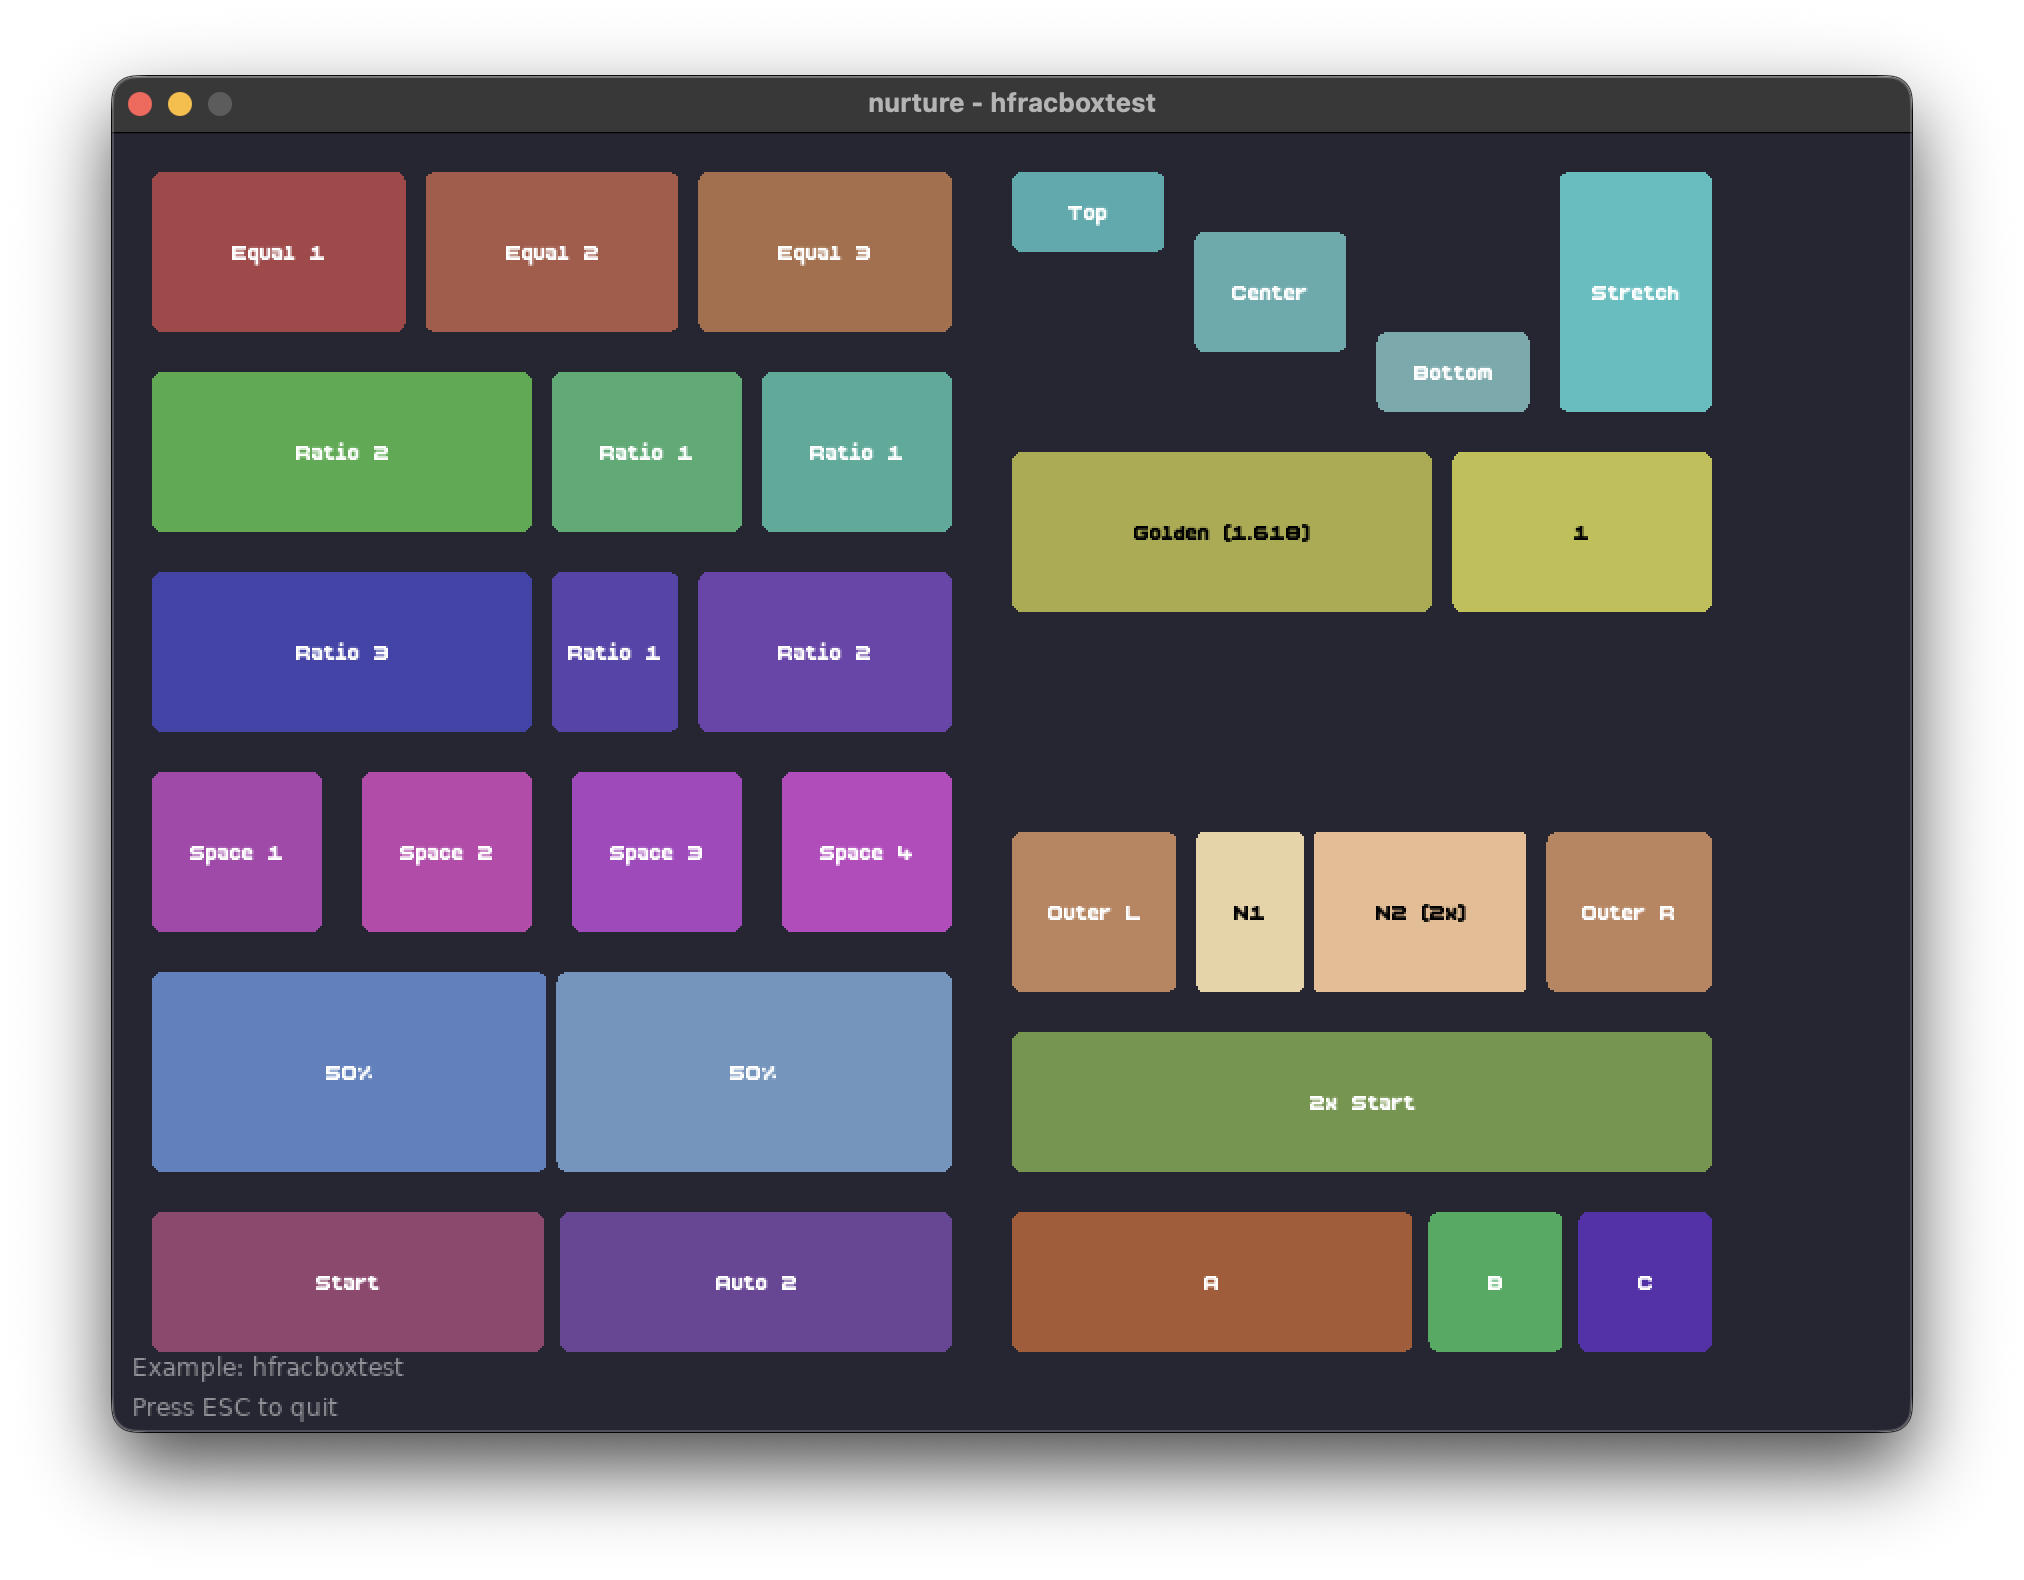 nurture - hfracboxtest
Equal 1
Equal 2
Equal 3
Top
Center
Bottom
Stretch
Ratio 2
Ratio 1
Ratio 1
Golden (1.618)
1
Ratio 3
Ratio 1
Ratio 2
Space 1
Space 2
Space 3
Space 4
Outer L
N1
N2 (2x)
Outer R
50%
50%
2x Start
Start
Auto 2
A
B
C
Example: hfracboxtest
Press ESC to quit